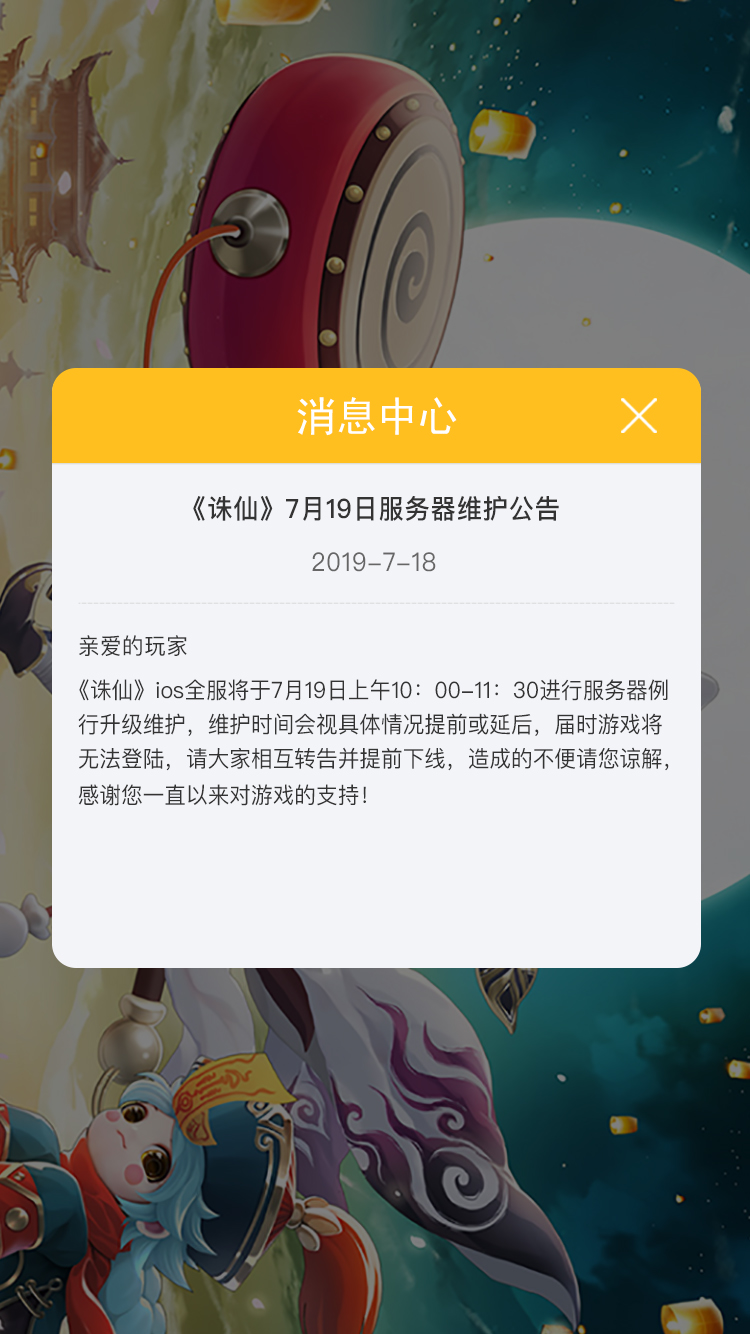 消息中心
《诛仙》7月19日服务器维护公告
2019-7-18
亲爱的玩家
《诛仙》ios全服将于7月19日上午10：00-11：30进行服务器例
行升级维护，维护时间会视具体情况提前或延后，届时游戏将
无法登陆，请大家相互转告并提前下线，造成的不便请您谅解，
感谢您一直以来对游戏的支持！